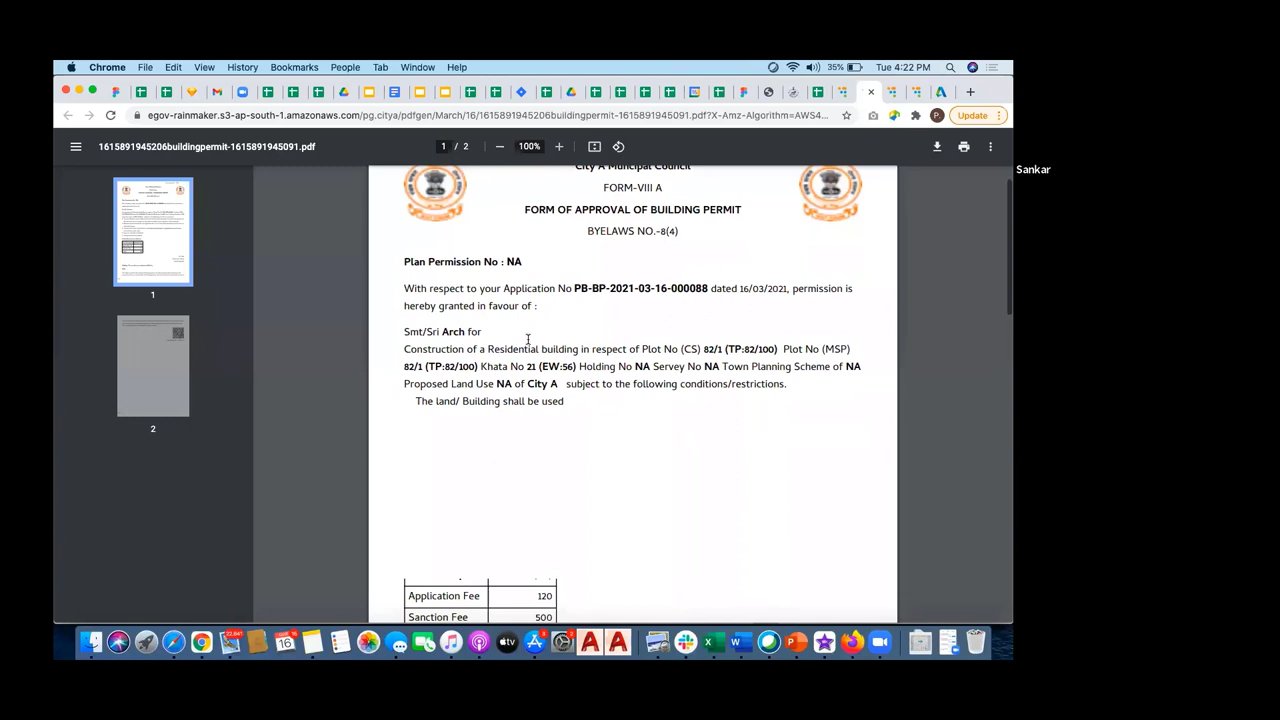 Chrome File Edit View History Bookmarks People Tab Window Help 35% Tue 4:22 PM
egov-rainmaker.s3-ap-south-1.amazonaws.com/pg.citya/pdfgen/March/16/1615891945206buildingpermit-1615891945091.pdf?X-Amz-Algorithm=AWS4... P Update
1615891945206buildingpermit-1615891945091.pdf 1 / 2 100%
Sankar
City A Municipal Council
FORM-VIII A
FORM OF APPROVAL OF BUILDING PERMIT
BYELAWS NO.-8(4)
Plan Permission No : NA
With respect to your Application No PB-BP-2021-03-16-000088 dated 16/03/2021, permission is
hereby granted in favour of :
Smt/Sri Arch for
Construction of a Residential building in respect of Plot No (CS) 82/1 (TP:82/100) Plot No (MSP)
82/1 (TP:82/100) Khata No 21 (EW:56) Holding No NA Servey No NA Town Planning Scheme of NA
Proposed Land Use NA of City A subject to the following conditions/restrictions.
The land/ Building shall be used
Application Fee 120
Sanction Fee 500
1
2